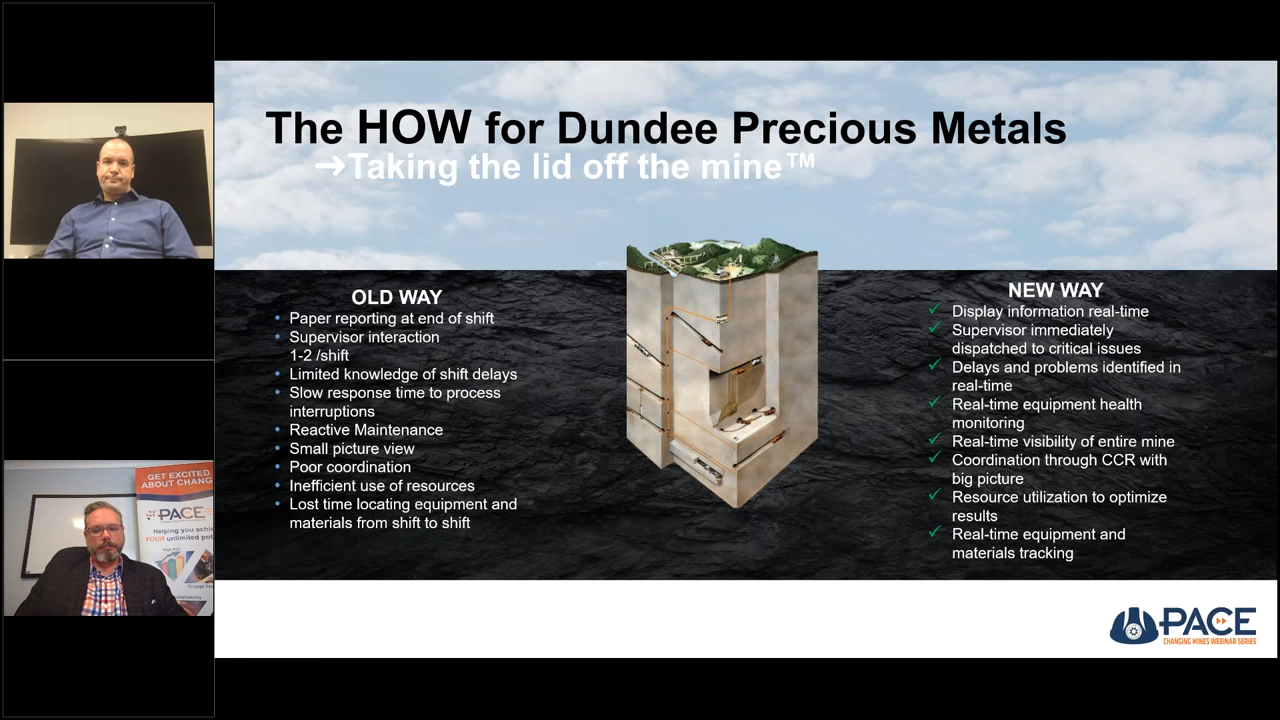 The HOW for Dundee Precious Metals
➔Taking the lid off the mine™
OLD WAY
• Paper reporting at end of shift
• Supervisor interaction
1-2 /shift
• Limited knowledge of shift delays
• Slow response time to process
interruptions
• Reactive Maintenance
• Small picture view
• Poor coordination
• Inefficient use of resources
• Lost time locating equipment and
materials from shift to shift
NEW WAY
✓ Display information real-time
✓ Supervisor immediately
dispatched to critical issues
✓ Delays and problems identified in
real-time
✓ Real-time equipment health
monitoring
✓ Real-time visibility of entire mine
✓ Coordination through CCR with
big picture
✓ Resource utilization to optimize
results
✓ Real-time equipment and
materials tracking
PACE
CHANGING MINES WEBINAR SERIES
GET EXCITED
ABOUT CHANG
PACE
Helping you achie
YOUR unlimited pot